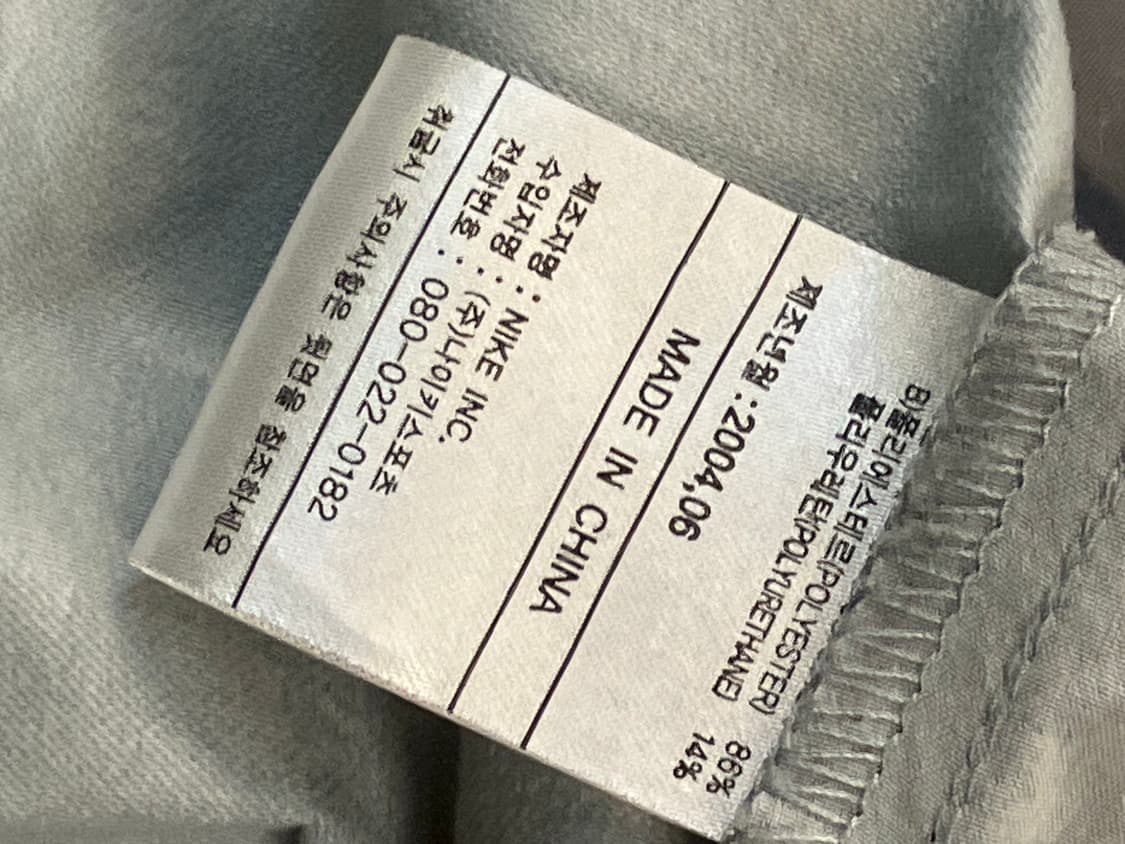 B)폴리에스테르(POLYESTER) 86%
폴리우레탄(POLYURETHANE) 14%
제조년월 :2004,06
MADE IN CHINA
제조자명 : NIKE INC.
수입자명 : (주)나이키스포츠
전화번호 : 080-022-0182
취급시 주의사항은 뒷면을 참조하세요